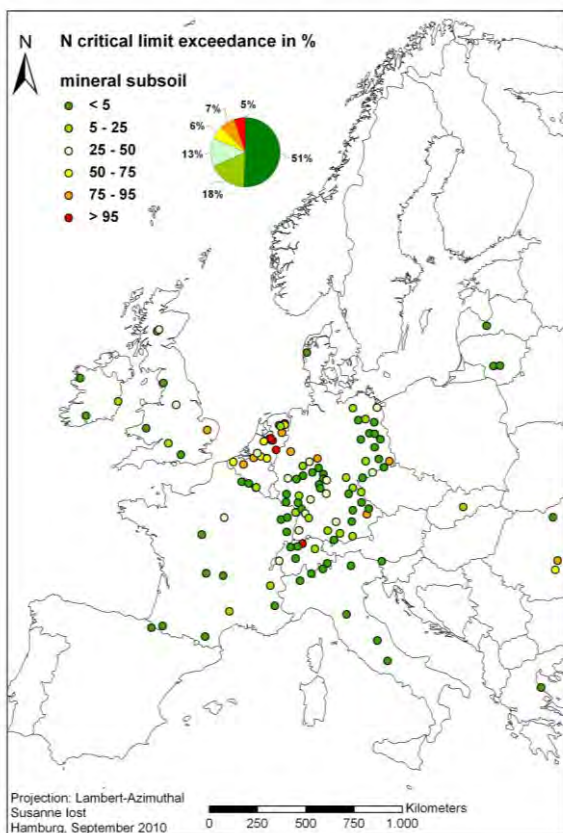 N
N critical limit exceedance in %
mineral subsoil
< 5
5 - 25
25 - 50
50 - 75
75 - 95
> 95
7%
5%
6%
13%
18%
51%
Projection: Lambert-Azimuthal
Susanne Iost
Hamburg, September 2010
Kilometers
0 250 500 750 1.000